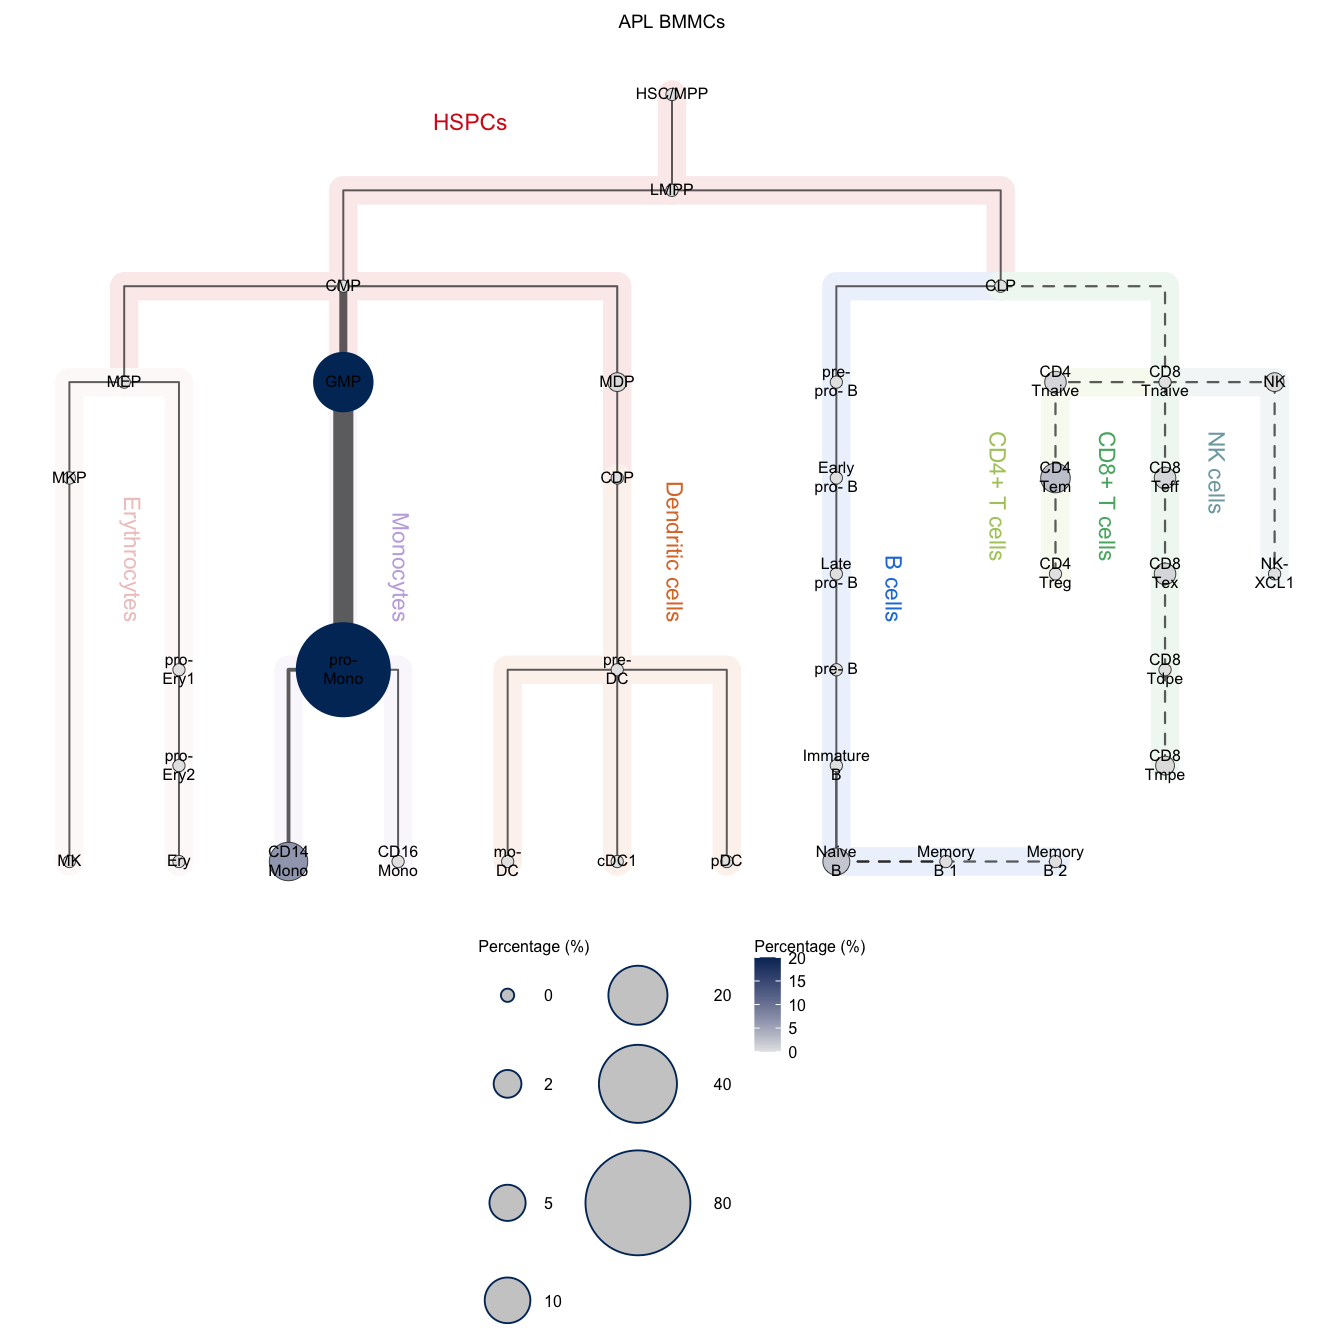 APL BMMCs
HSC/MPP
HSPCs
LMPP
CMP
CLP
MEP
GMP
MDP
pre-
pro- B
CD4
Tnaive
CD8
Tnaive
NK
MKP
CDP
Early
pro- B
CD4
Tem
CD8
Teff
Erythrocytes
Monocytes
Dendritic cells
B cells
CD4+ T cells
CD8+ T cells
NK cells
Late
pro- B
CD4
Treg
CD8
Tex
NK-
XCL1
pro-
Ery1
pro-
Mono
pre-
DC
pre- B
CD8
Tdpe
pro-
Ery2
Immature
B
CD8
Tmpe
MK
Ery
CD14
Mono
CD16
Mono
mo-
DC
cDC1
pDC
Naive
B
Memory
B 1
Memory
B 2
Percentage (%)
0
2
5
10
20
40
80
Percentage (%)
20
15
10
5
0